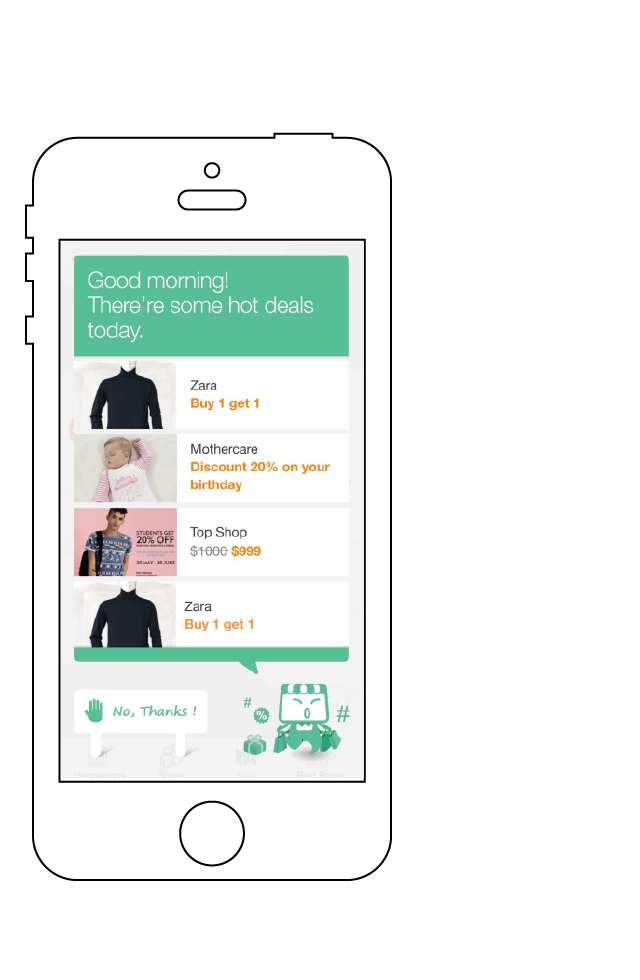 Good morning!
There're some hot deals
today.
Zara
Buy 1 get 1
Mothercare
Discount 20% on your
birthday
Top Shop
$1000 $999
STUDENTS GET
20% OFF
20 MAY - 30 JUNE
Zara
Buy 1 get 1
No, Thanks !
#
%
#